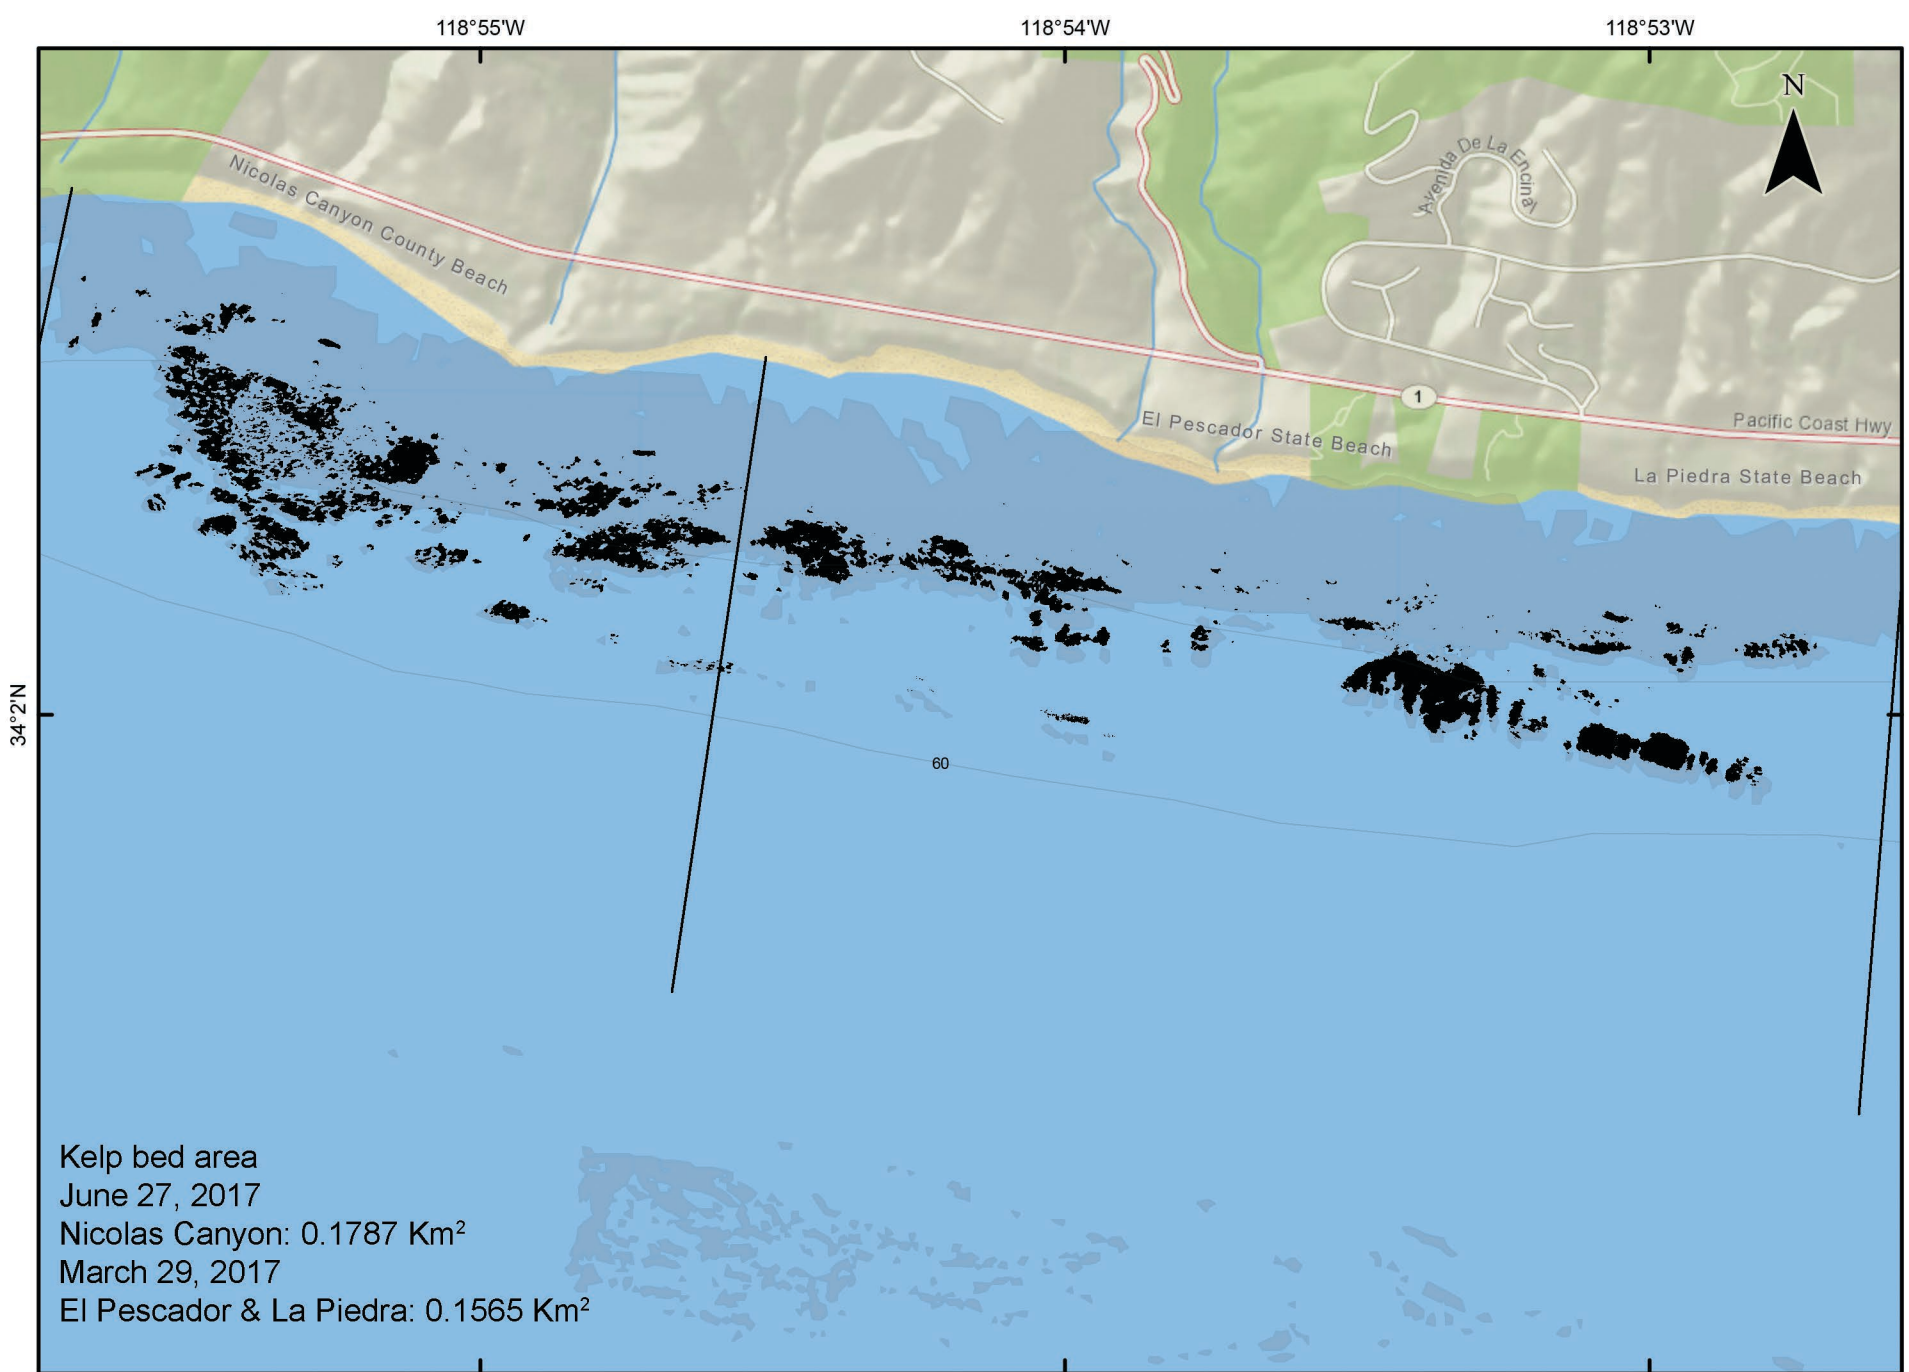 118°55'W
118°54'W
118°53'W
N
Nicolas Canyon County Beach
Avenida De La Encinal
1
El Pescador State Beach
Pacific Coast Hwy
La Piedra State Beach
34°2'N
60
Kelp bed area
June 27, 2017
Nicolas Canyon: 0.1787 Km²
March 29, 2017
El Pescador & La Piedra: 0.1565 Km²